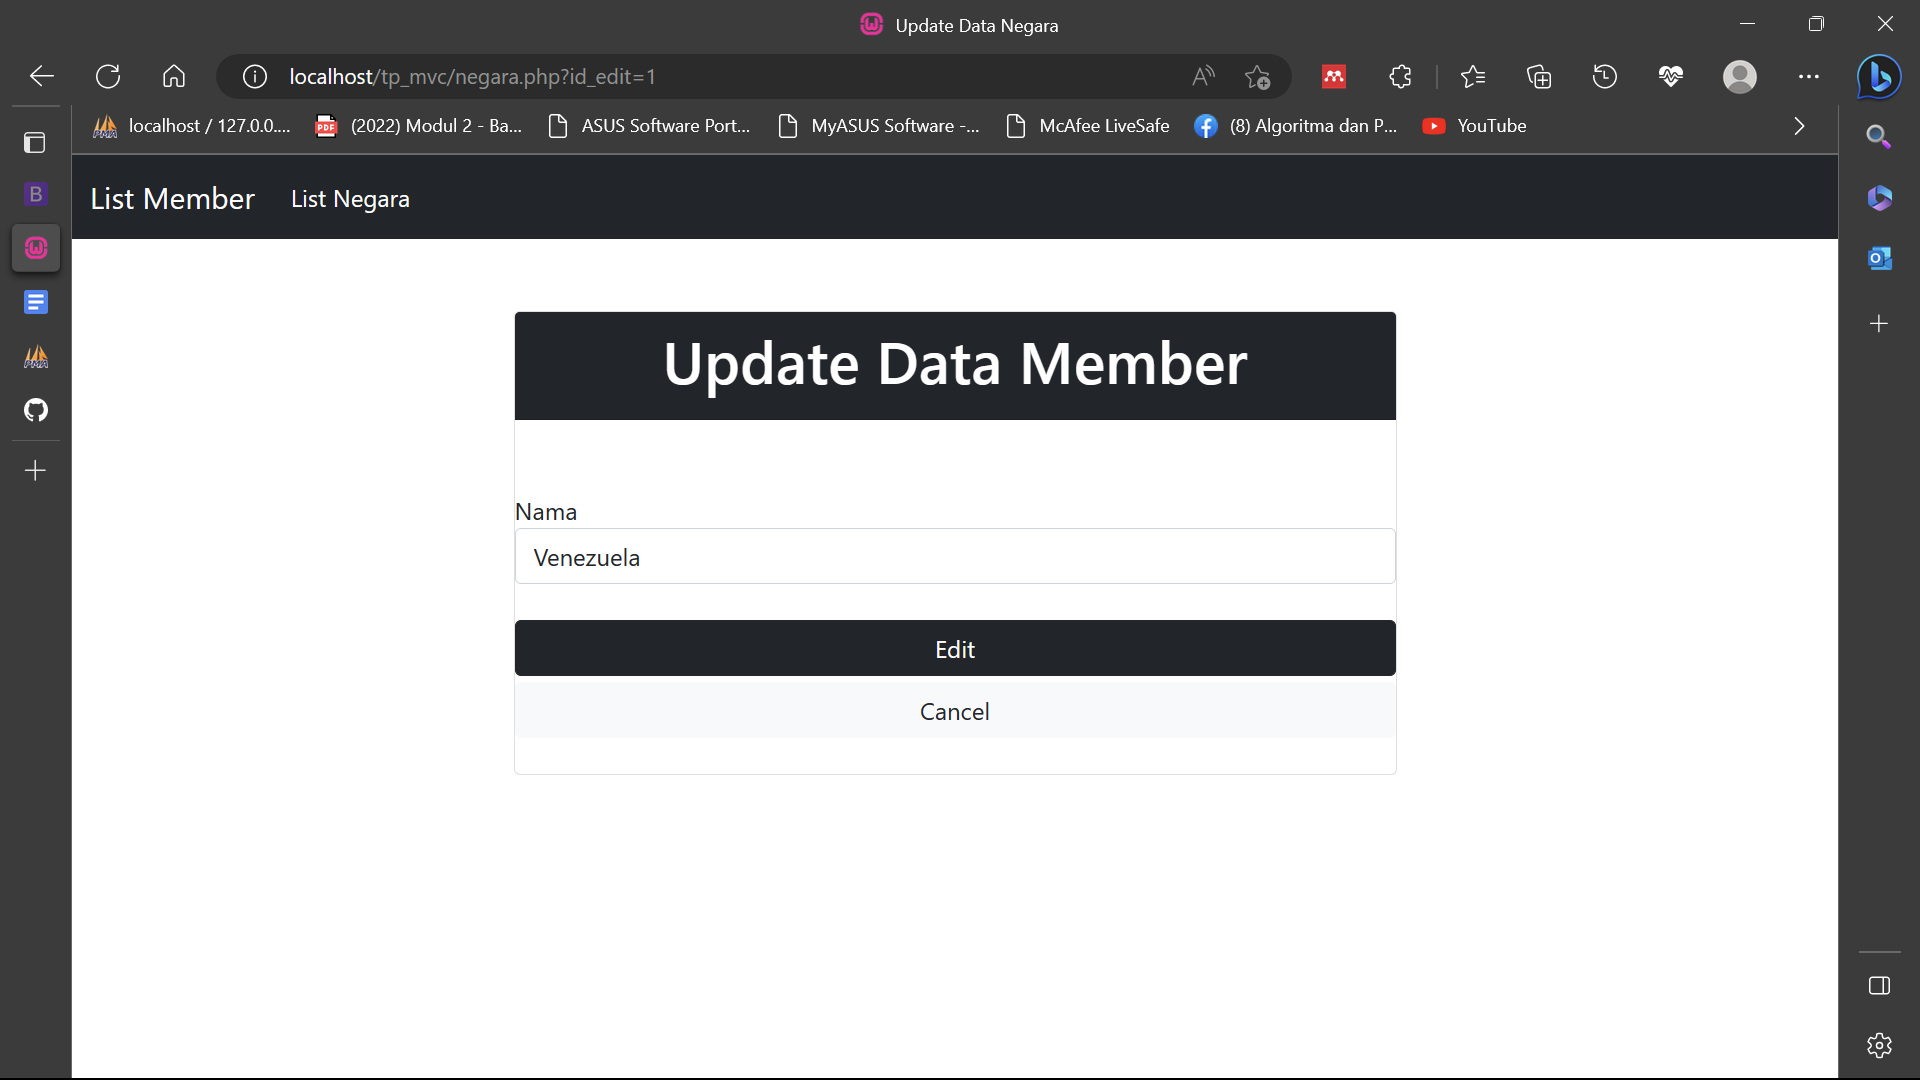 Update Data Negara
localhost/tp_mvc/negara.php?id_edit=1
localhost / 127.0.0....
(2022) Modul 2 - Ba...
ASUS Software Port...
MyASUS Software -...
McAfee LiveSafe
(8) Algoritma dan P...
YouTube
List Member
List Negara
Update Data Member
Nama
Venezuela
Edit
Cancel